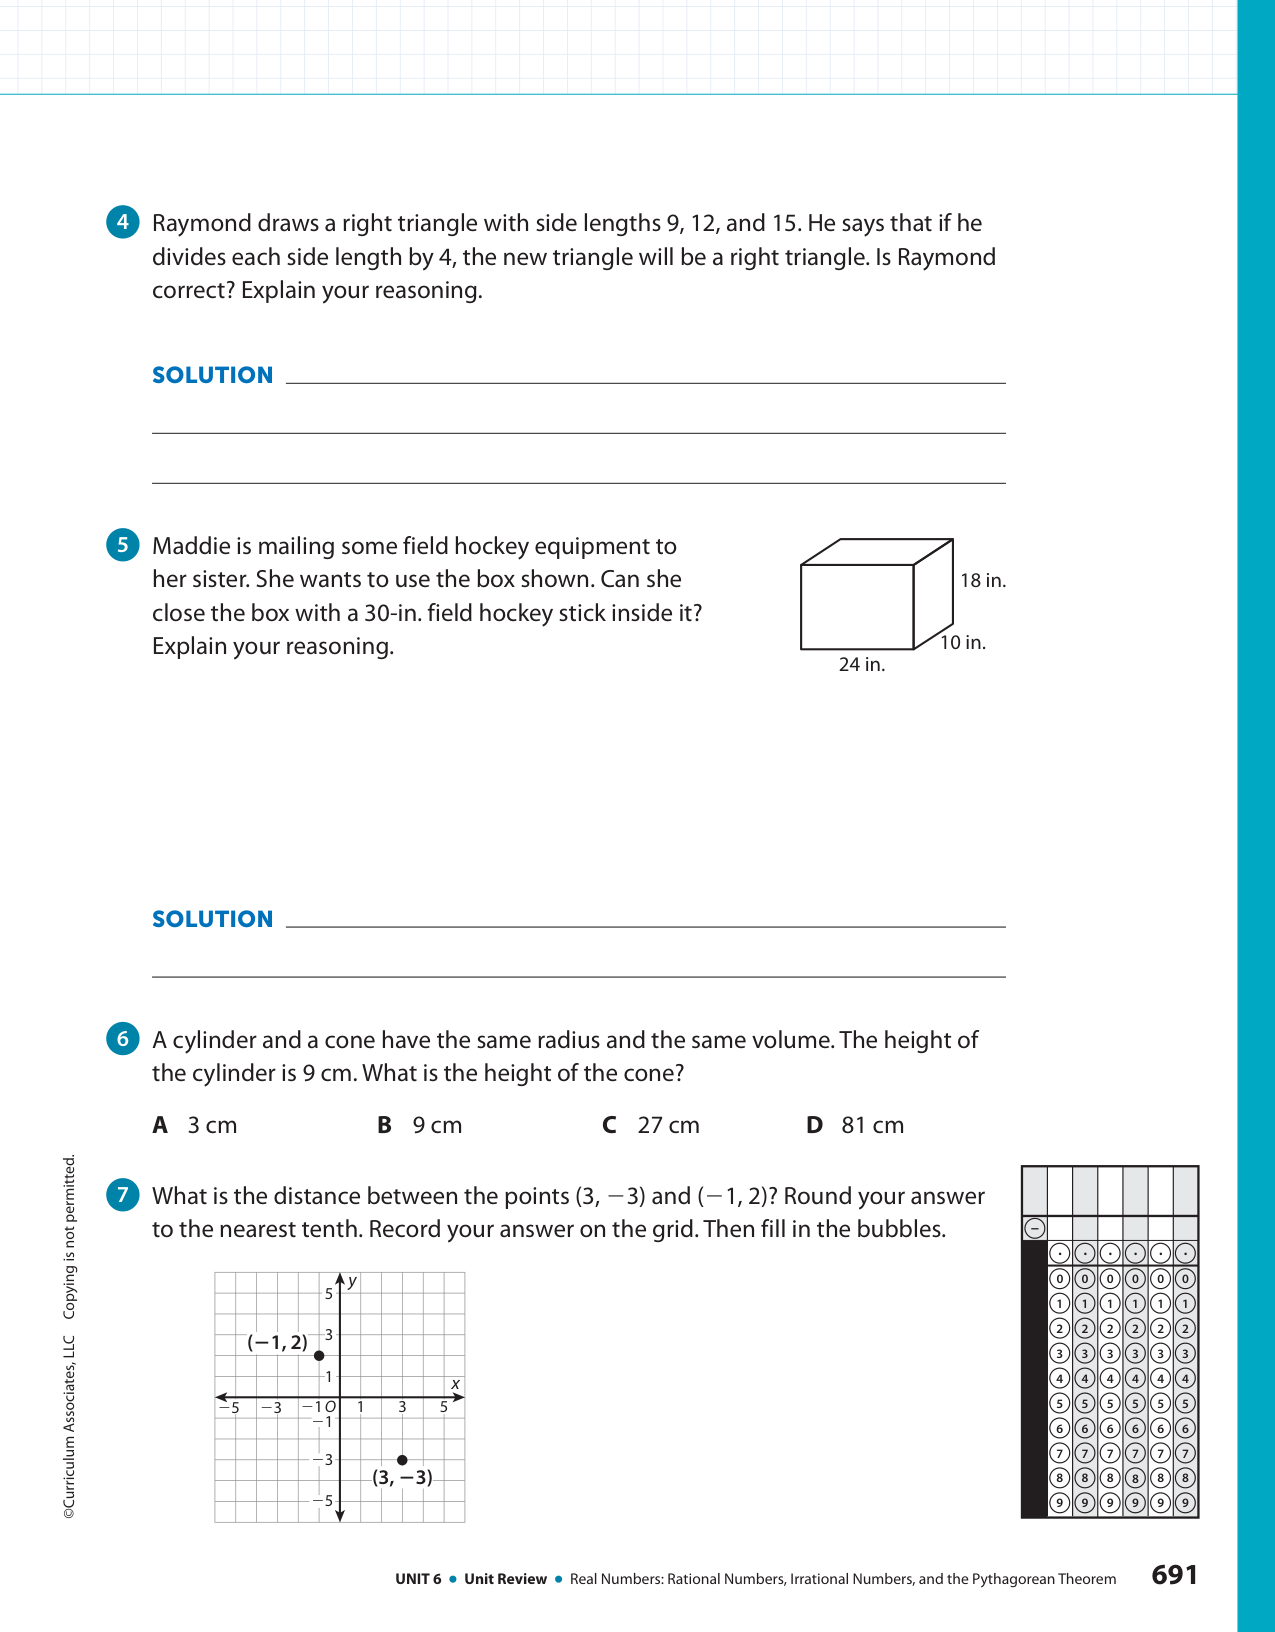 4 Raymond draws a right triangle with side lengths 9, 12, and 15. He says that if he
divides each side length by 4, the new triangle will be a right triangle. Is Raymond
correct? Explain your reasoning.
SOLUTION
5 Maddie is mailing some field hockey equipment to
her sister. She wants to use the box shown. Can she
close the box with a 30-in. field hockey stick inside it?
Explain your reasoning.
18 in.
10 in.
24 in.
SOLUTION
6 A cylinder and a cone have the same radius and the same volume. The height of
the cylinder is 9 cm. What is the height of the cone?
A 3 cm B 9 cm C 27 cm D 81 cm
7 What is the distance between the points (3, −3) and (−1, 2)? Round your answer
to the nearest tenth. Record your answer on the grid. Then fill in the bubbles.
y
5
(−1, 2) 3
1
x
−5 −3 −1 O 1 3 5
−1
−3
(3, −3)
−5
−
. . . . . .
0 0 0 0 0 0
1 1 1 1 1 1
2 2 2 2 2 2
3 3 3 3 3 3
4 4 4 4 4 4
5 5 5 5 5 5
6 6 6 6 6 6
7 7 7 7 7 7
8 8 8 8 8 8
9 9 9 9 9 9
©Curriculum Associates, LLC Copying is not permitted.
UNIT 6 • Unit Review • Real Numbers: Rational Numbers, Irrational Numbers, and the Pythagorean Theorem 691